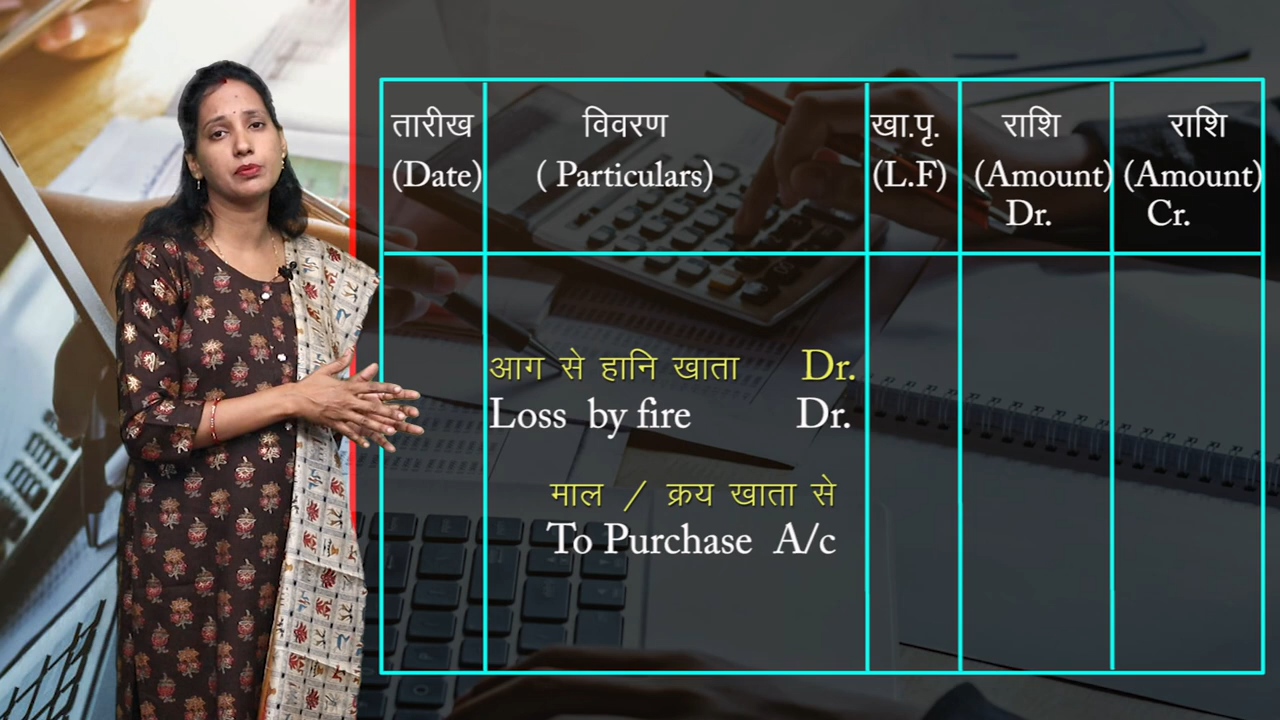 तारीख विवरण खा.पृ. राशि राशि
(Date) ( Particulars) (L.F) (Amount) (Amount)
Dr. Cr.
आग से हानि खाता Dr.
Loss by fire Dr.
माल / क्रय खाता से
To Purchase A/c